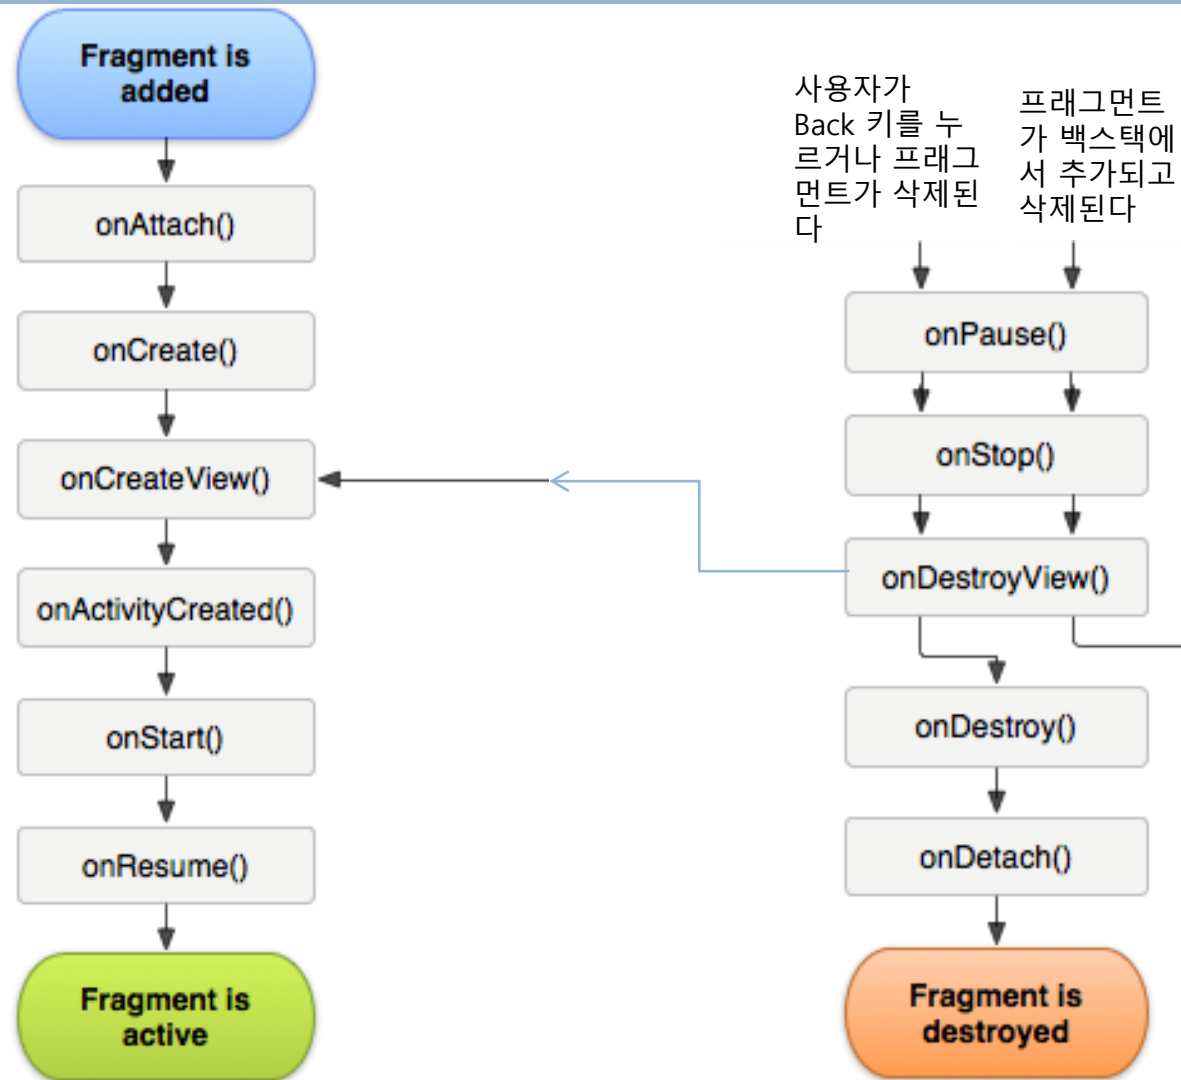 Fragment is
added
onAttach()
onCreate()
onCreateView()
onActivityCreated()
onStart()
onResume()
Fragment is
active
사용자가
Back 키를 누
르거나 프래그
먼트가 삭제된
다
프래그먼트
가 백스택에
서 추가되고
삭제된다
onPause()
onStop()
onDestroyView()
onDestroy()
onDetach()
Fragment is
destroyed